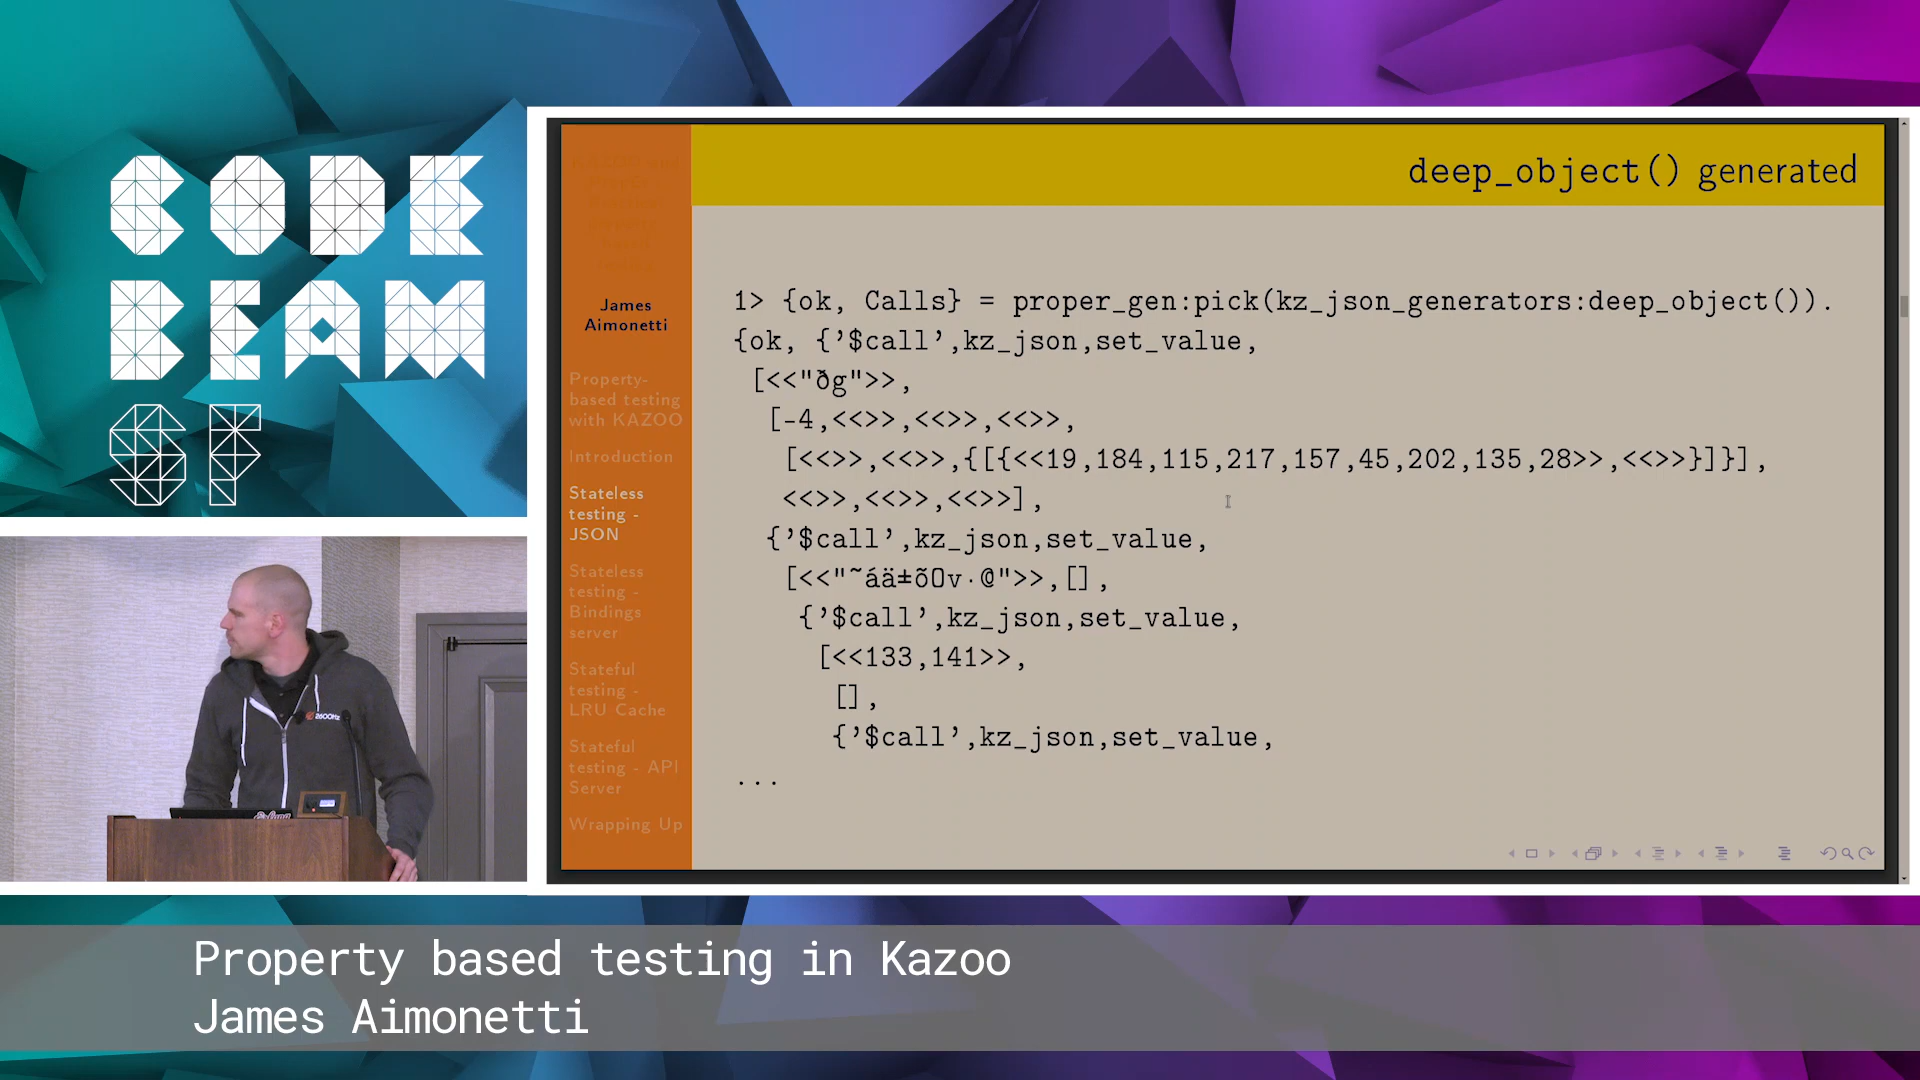 CODE
BEAM
SF
James
Aimonetti
Property-
based testing
with KAZOO
Introduction
Stateless
testing -
JSON
Stateless
testing -
Bindings
server
Stateful
testing -
LRU Cache
Stateful
testing - API
Server
Wrapping Up
deep_object() generated
1> {ok, Calls} = proper_gen:pick(kz_json_generators:deep_object()).
{ok, {'$call',kz_json,set_value,
[<<"ðg">>,
[-4,<<>>,<<>>,<<>>,
[<<>>,<<>>,{[{<<19,184,115,217,157,45,202,135,28>>,<<>>}]}],
<<>>,<<>>,<<>>],
{'$call',kz_json,set_value,
[<<"~áä±õOv·@">>,[],
{'$call',kz_json,set_value,
[<<133,141>>,
[],
{'$call',kz_json,set_value,
...
2600Hz
Property based testing in Kazoo
James Aimonetti